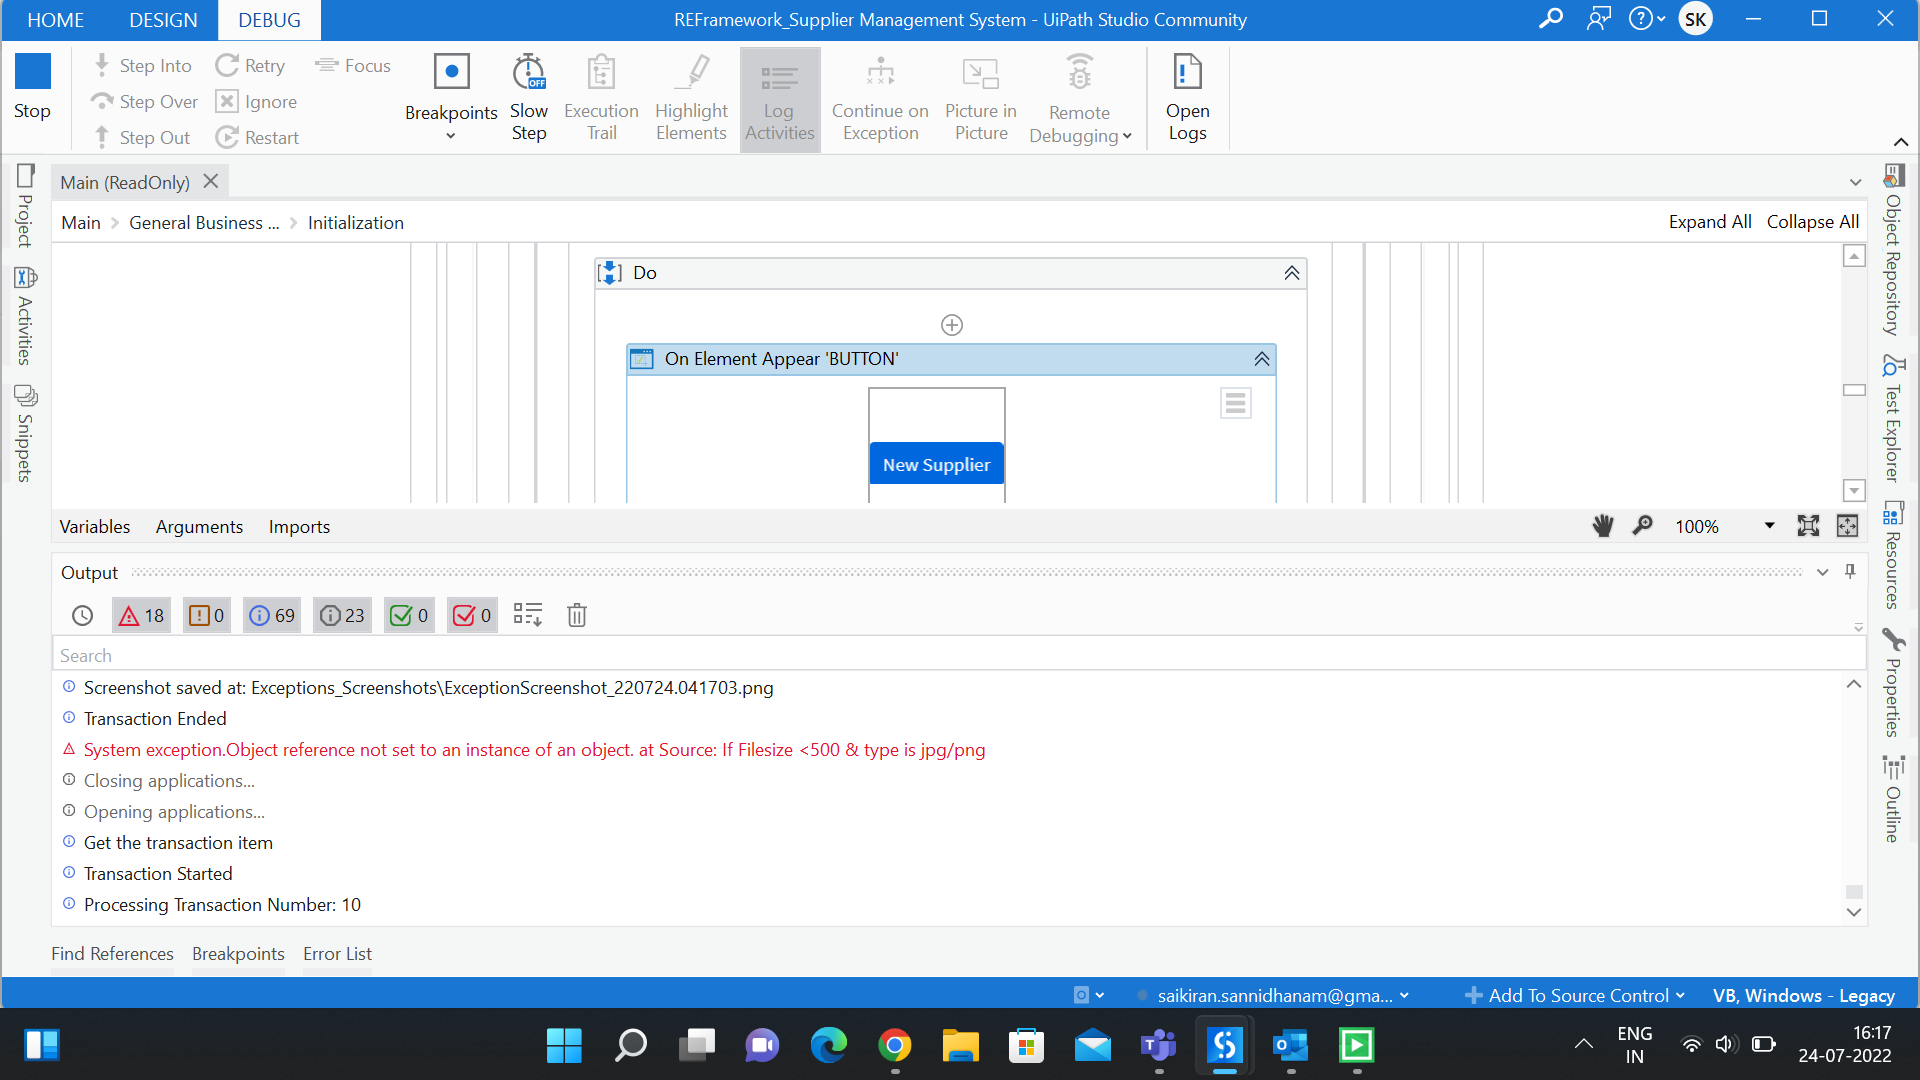 HOME DESIGN DEBUG REFramework_Supplier Management System - UiPath Studio Community SK
Stop
Step Into Retry Focus
Step Over Ignore
Step Out Restart
Breakpoints
Slow Step
Execution Trail
Highlight Elements
Log Activities
Continue on Exception
Picture in Picture
Remote Debugging
Open Logs
Main (ReadOnly)
Main General Business ... Initialization Expand All Collapse All
Project
Activities
Snippets
Do
On Element Appear 'BUTTON'
New Supplier
Object Repository
Test Explorer
Resources
Properties
Outline
Variables Arguments Imports 100%
Output
18 0 69 23 0 0
Search
Screenshot saved at: Exceptions_Screenshots\ExceptionScreenshot_220724.041703.png
Transaction Ended
System exception.Object reference not set to an instance of an object. at Source: If Filesize <500 & type is jpg/png
Closing applications...
Opening applications...
Get the transaction item
Transaction Started
Processing Transaction Number: 10
Find References Breakpoints Error List
saikiran.sannidhanam@gma... Add To Source Control VB, Windows - Legacy
OFF
ENG
IN
16:17
24-07-2022